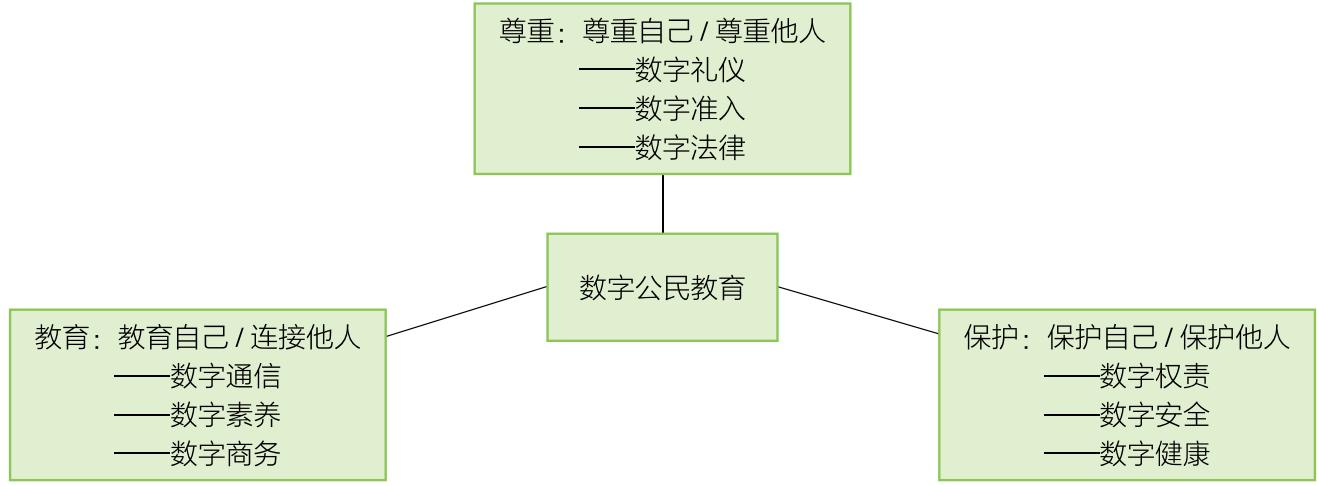 尊重：尊重自己 / 尊重他人
——数字礼仪
——数字准入
——数字法律
数字公民教育
教育：教育自己 / 连接他人
——数字通信
——数字素养
——数字商务
保护：保护自己 / 保护他人
——数字权责
——数字安全
——数字健康